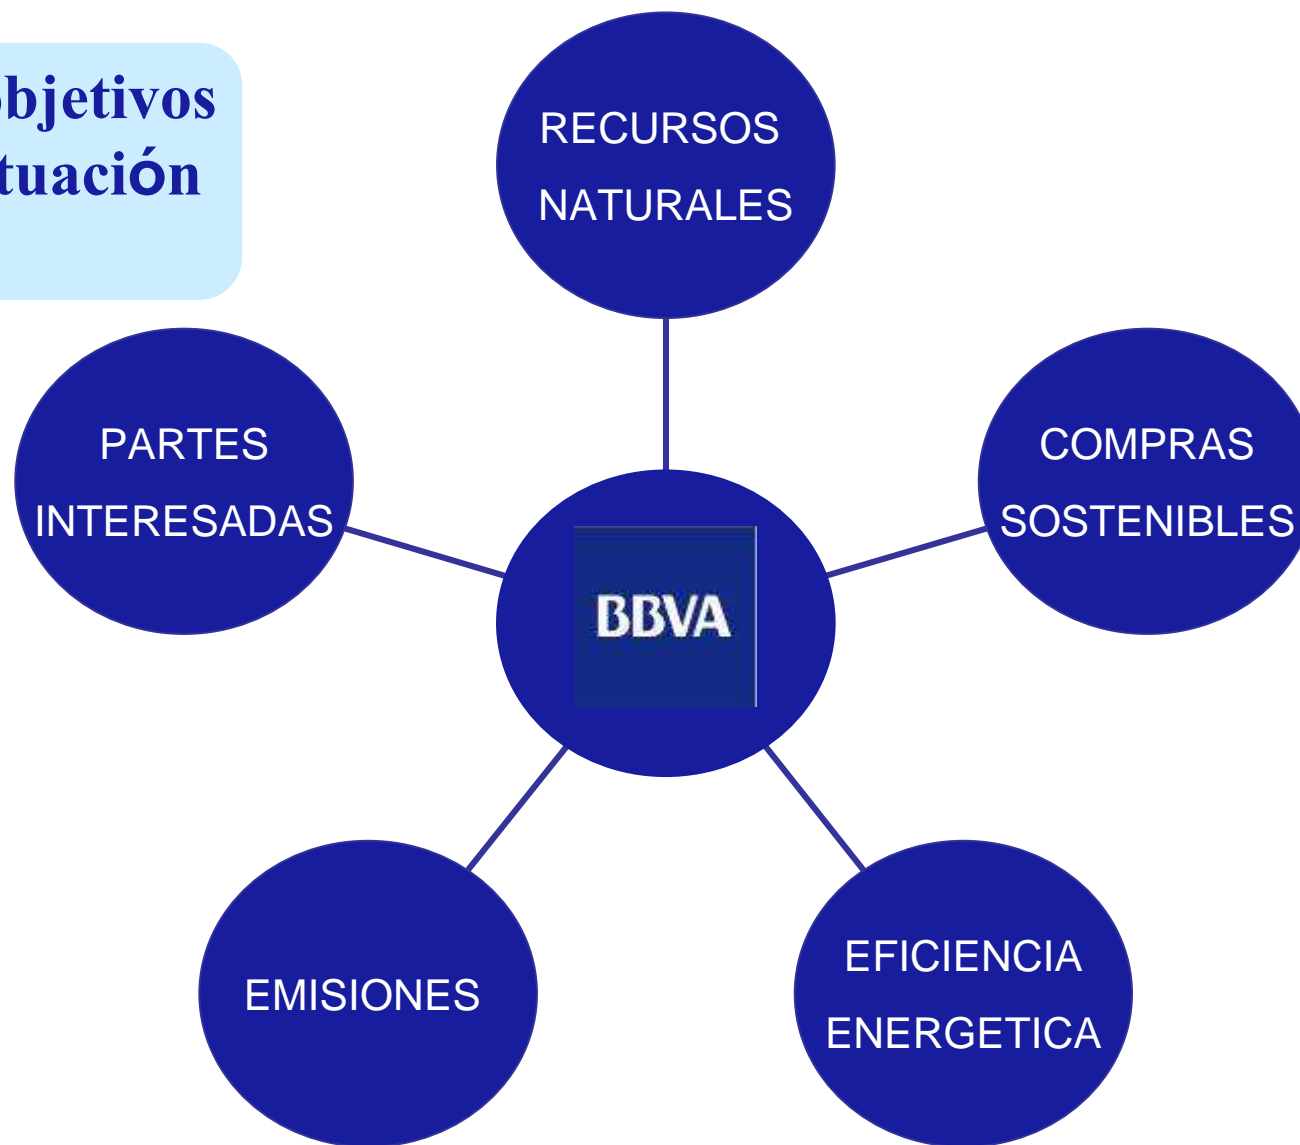 bjetivos
tuación
RECURSOS
NATURALES
PARTES
INTERESADAS
COMPRAS
SOSTENIBLES
BBVA
EMISIONES
EFICIENCIA
ENERGETICA